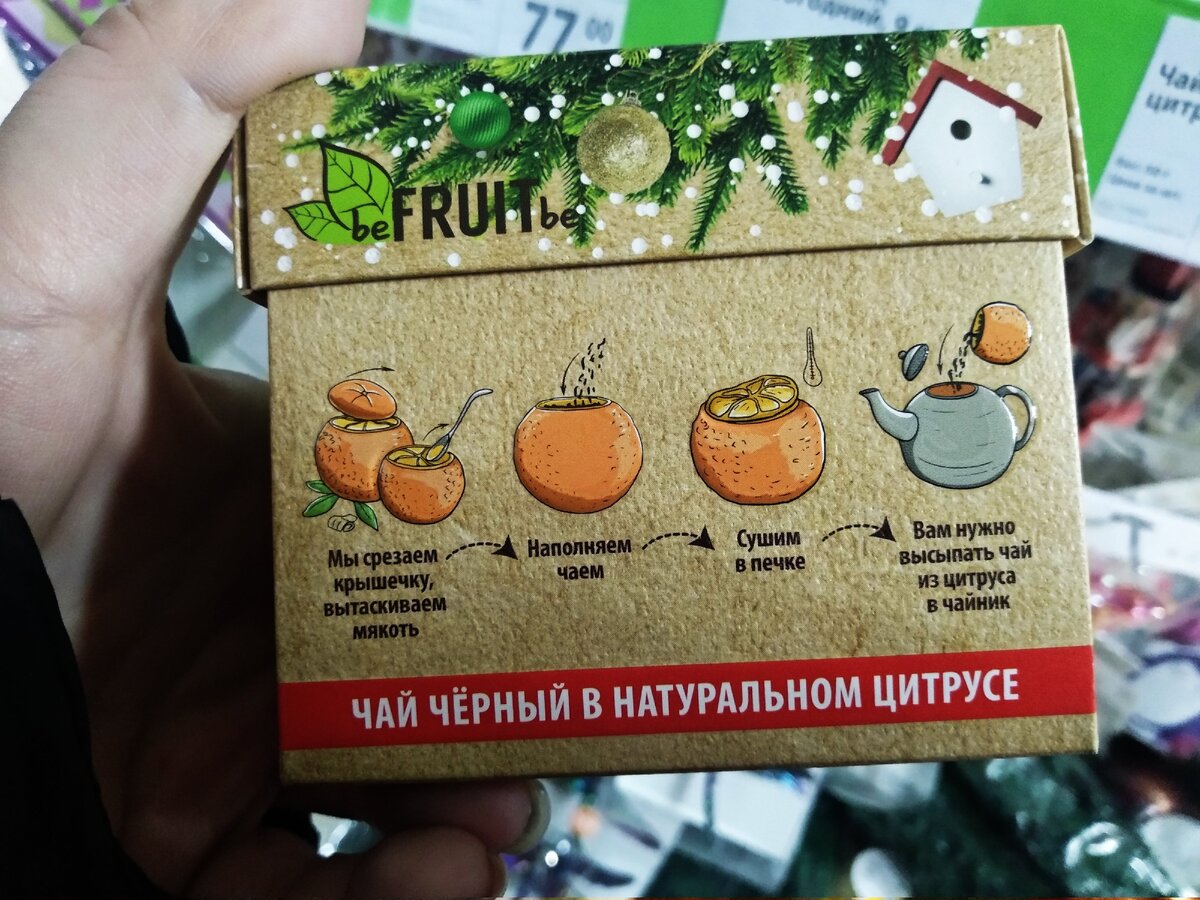 77 00
beFRUITbe
Мы срезаем
крышечку,
вытаскиваем
мякоть
Наполняем
чаем
Сушим
в печке
Вам нужно
высыпать чай
из цитруса
в чайник
ЧАЙ ЧЁРНЫЙ В НАТУРАЛЬНОМ ЦИТРУСЕ